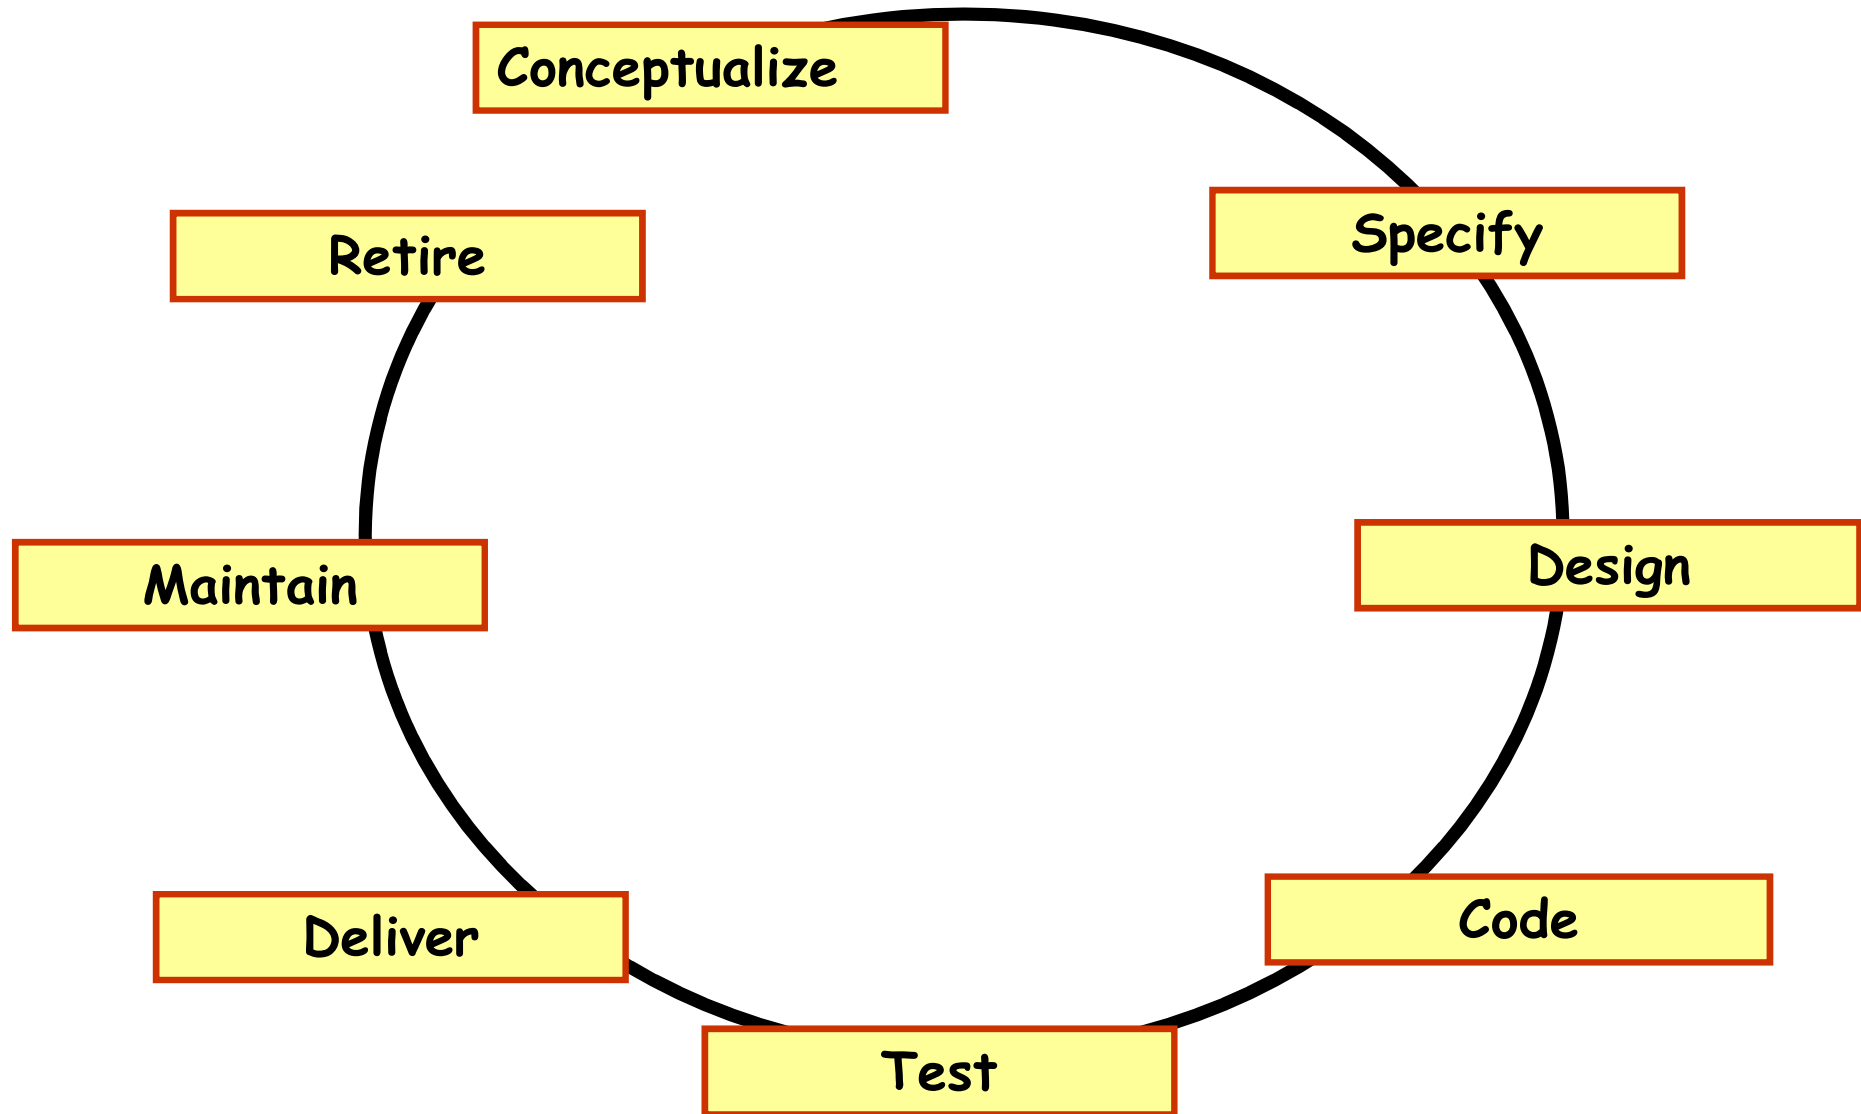 Conceptualize
Specify
Design
Code
Test
Deliver
Maintain
Retire